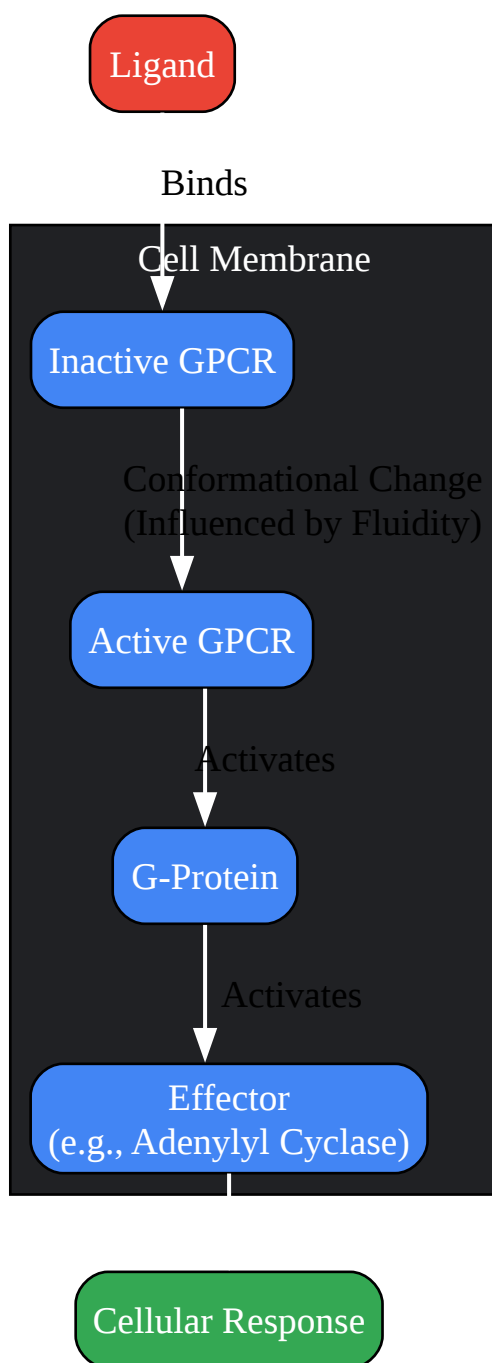 Ligand
Binds
Cell Membrane
Inactive GPCR
Conformational Change
(Influenced by Fluidity)
Active GPCR
Activates
G-Protein
Activates
Effector
(e.g., Adenylyl Cyclase)
Cellular Response